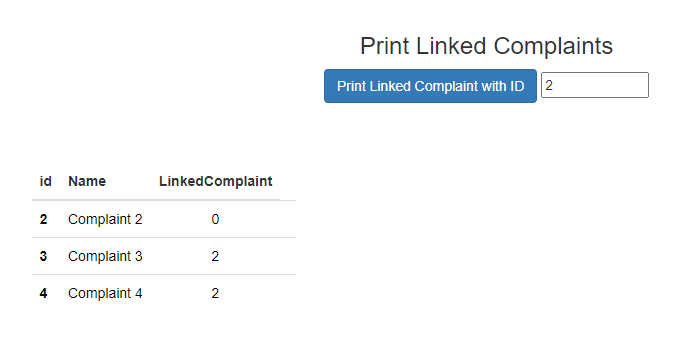 Print Linked Complaints
Print Linked Complaint with ID 2
id Name LinkedComplaint
2 Complaint 2 0
3 Complaint 3 2
4 Complaint 4 2